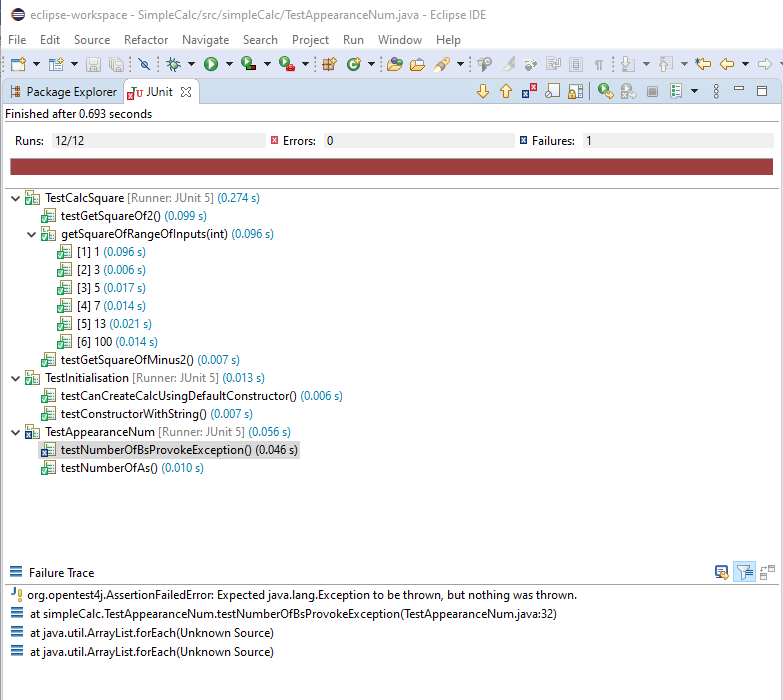 eclipse-workspace - SimpleCalc/src/simpleCalc/TestAppearanceNum.java - Eclipse IDE
File Edit Source Refactor Navigate Search Project Run Window Help
Package Explorer JUnit
Finished after 0.693 seconds
Runs: 12/12 Errors: 0 Failures: 1
TestCalcSquare [Runner: JUnit 5] (0.274 s)
testGetSquareOf2() (0.099 s)
getSquareOfRangeOfInputs(int) (0.096 s)
[1] 1 (0.096 s)
[2] 3 (0.006 s)
[3] 5 (0.017 s)
[4] 7 (0.014 s)
[5] 13 (0.021 s)
[6] 100 (0.014 s)
testGetSquareOfMinus2() (0.007 s)
TestInitialisation [Runner: JUnit 5] (0.013 s)
testCanCreateCalcUsingDefaultConstructor() (0.006 s)
testConstructorWithString() (0.007 s)
TestAppearanceNum [Runner: JUnit 5] (0.056 s)
testNumberOfBsProvokeException() (0.046 s)
testNumberOfAs() (0.010 s)
Failure Trace
org.opentest4j.AssertionFailedError: Expected java.lang.Exception to be thrown, but nothing was thrown.
at simpleCalc.TestAppearanceNum.testNumberOfBsProvokeException(TestAppearanceNum.java:32)
at java.util.ArrayList.forEach(Unknown Source)
at java.util.ArrayList.forEach(Unknown Source)